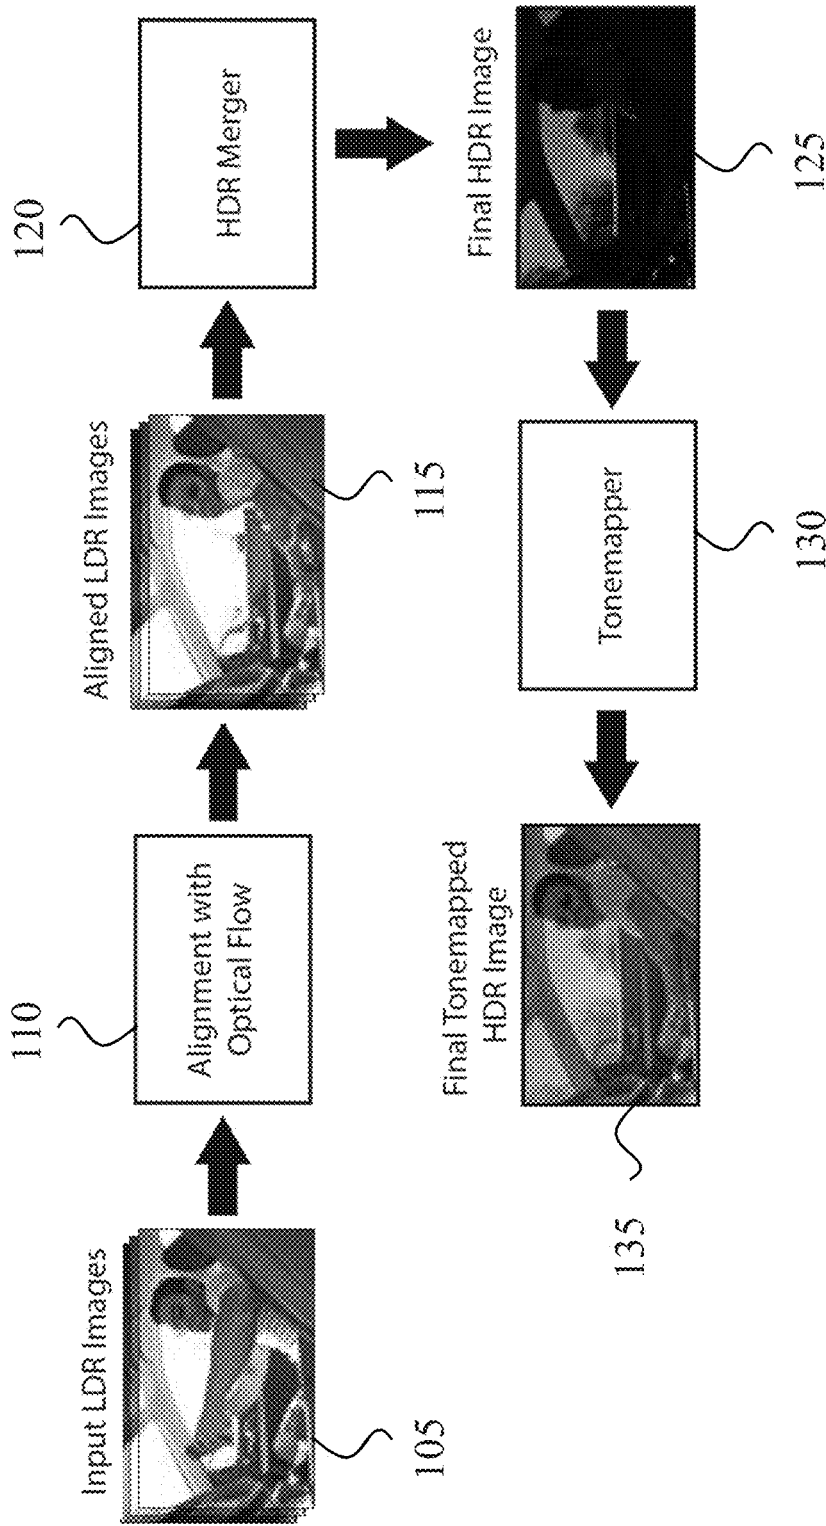 Input LDR Images
105
110
Alignment with
Optical Flow
Aligned LDR Images
115
120
HDR Merger
Final HDR Image
125
Tonemapper
130
Final Tonemapped
HDR Image
135